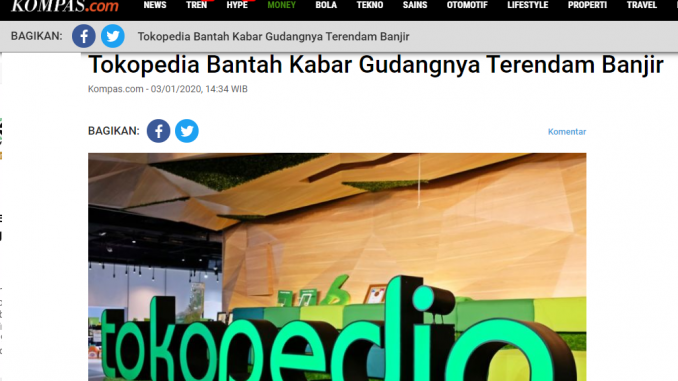 KOMPAS.com
NEWS TREN HYPE MONEY BOLA TEKNO SAINS OTOMOTIF LIFESTYLE PROPERTI TRAVEL
BAGIKAN: Tokopedia Bantah Kabar Gudangnya Terendam Banjir
Tokopedia Bantah Kabar Gudangnya Terendam Banjir
Kompas.com - 03/01/2020, 14:34 WIB
BAGIKAN:
Komentar
tokopedia